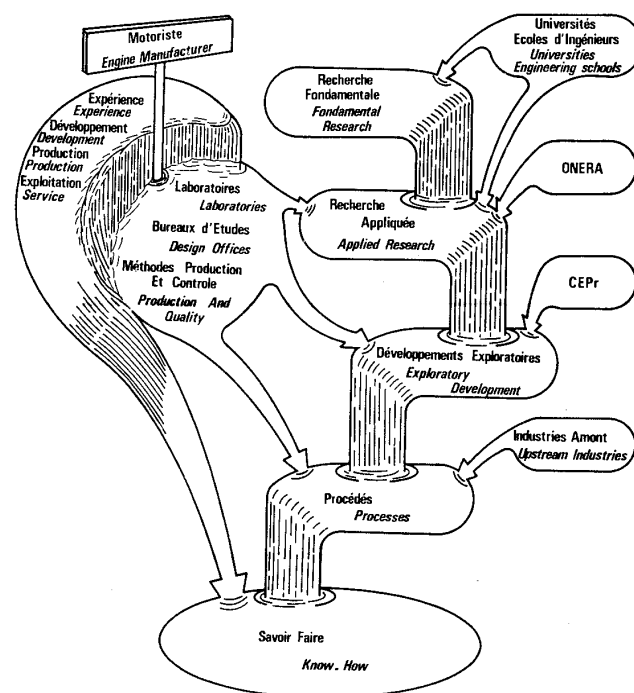 Motoriste
Engine Manufacturer
Expérience
Experience
Développement
Development
Production
Production
Exploitation
Service
Laboratoires
Laboratories
Bureaux d'Etudes
Design Offices
Méthodes Production
Et Controle
Production And
Quality
Universités
Ecoles d'Ingénieurs
Universities
Engineering schools
Recherche
Fondamentale
Fondamental
Research
ONERA
Recherche
Appliquée
Applied Research
CEPr
Développements Exploratoires
Exploratory
Development
Industries Amont
Upstream Industries
Procédés
Processes
Savoir Faire
Know-How